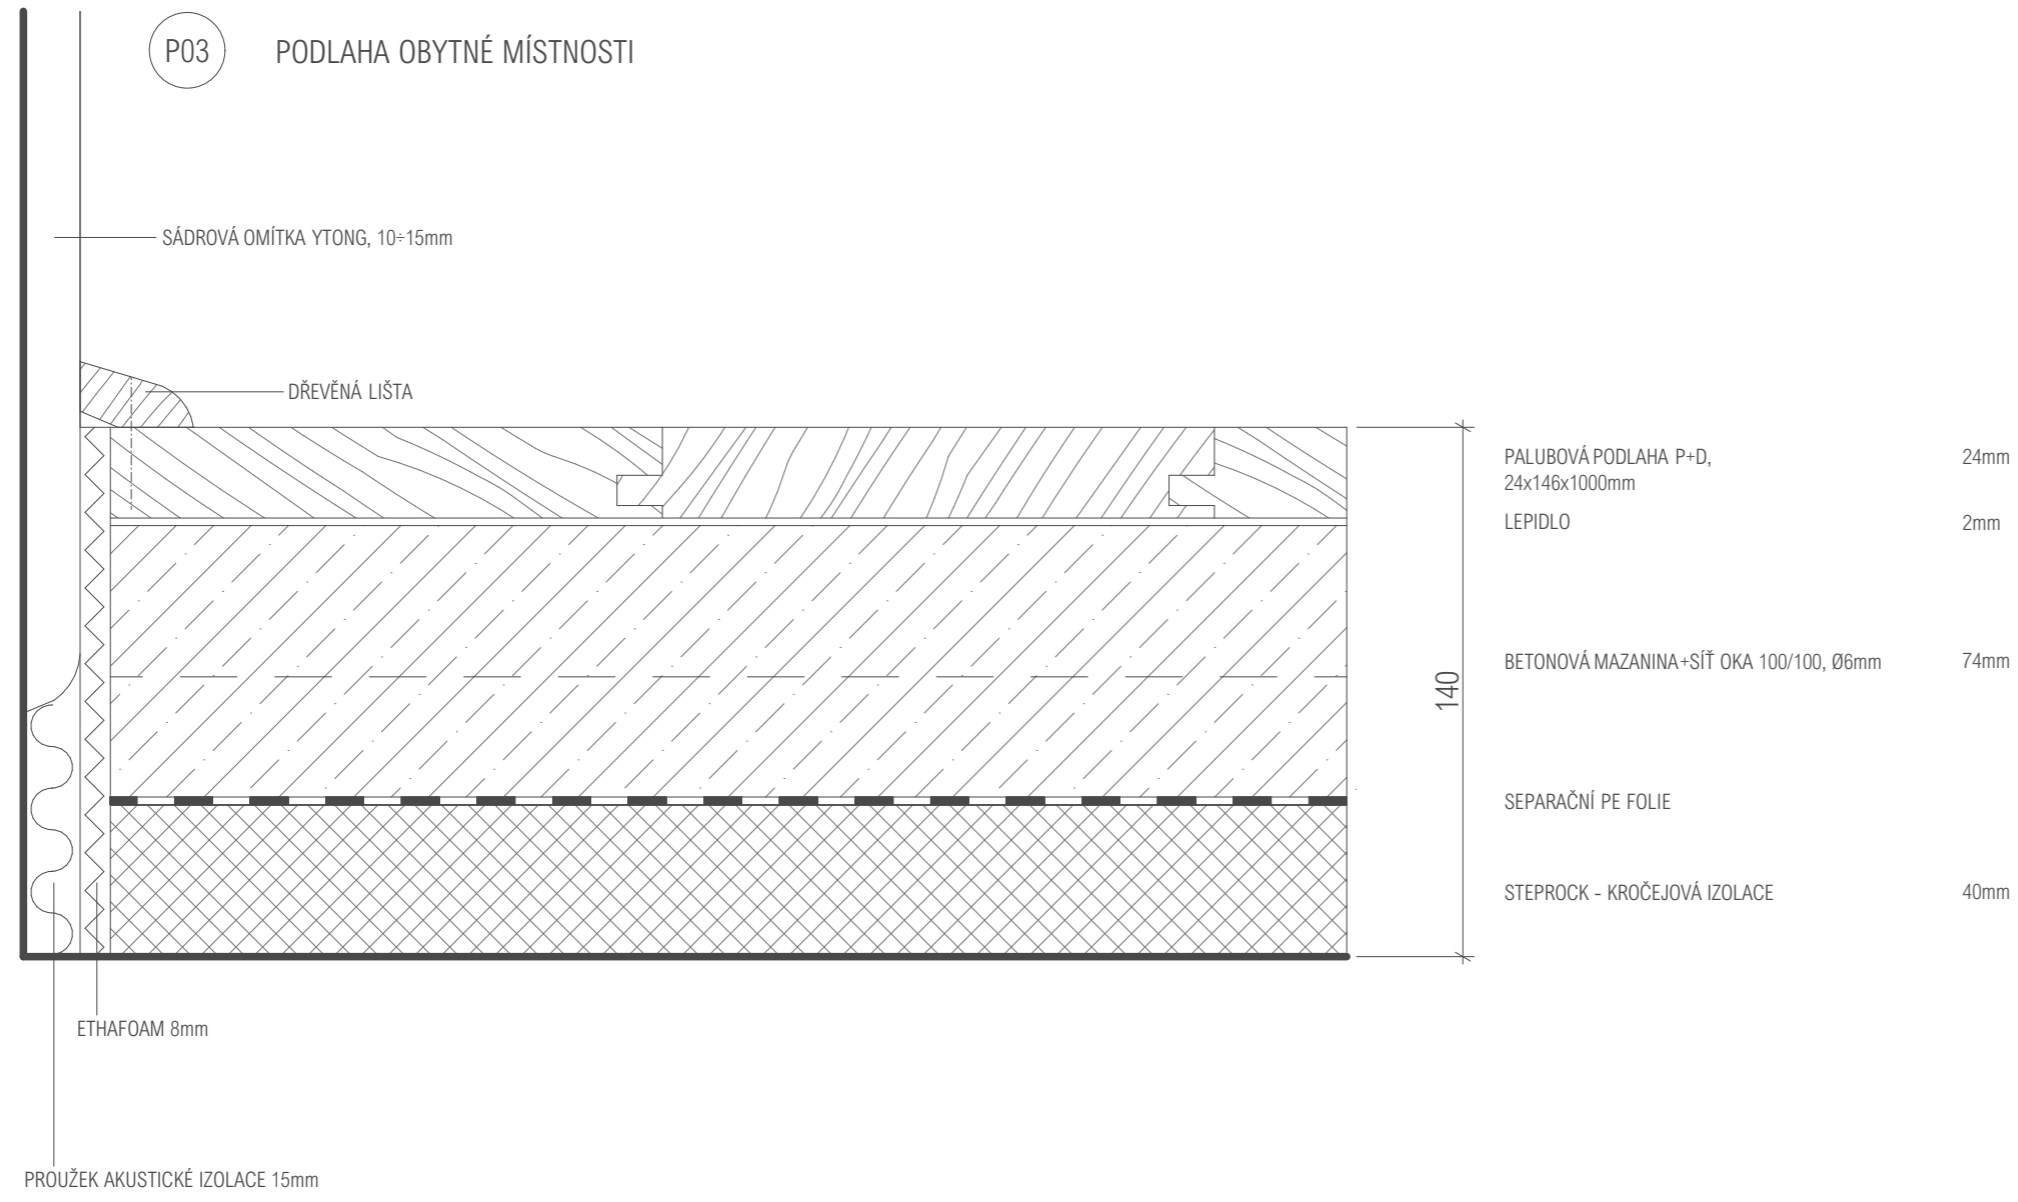 P03 PODLAHA OBYTNÉ MÍSTNOSTI
SÁDROVÁ OMÍTKA YTONG, 10÷15mm
DŘEVĚNÁ LIŠTA
PALUBOVÁ PODLAHA P+D, 24mm
24x146x1000mm
LEPIDLO 2mm
BETONOVÁ MAZANINA+SÍŤ OKA 100/100, Ø6mm 74mm
140
SEPARAČNÍ PE FOLIE
STEPROCK - KROČEJOVÁ IZOLACE 40mm
ETHAFOAM 8mm
PROUŽEK AKUSTICKÉ IZOLACE 15mm